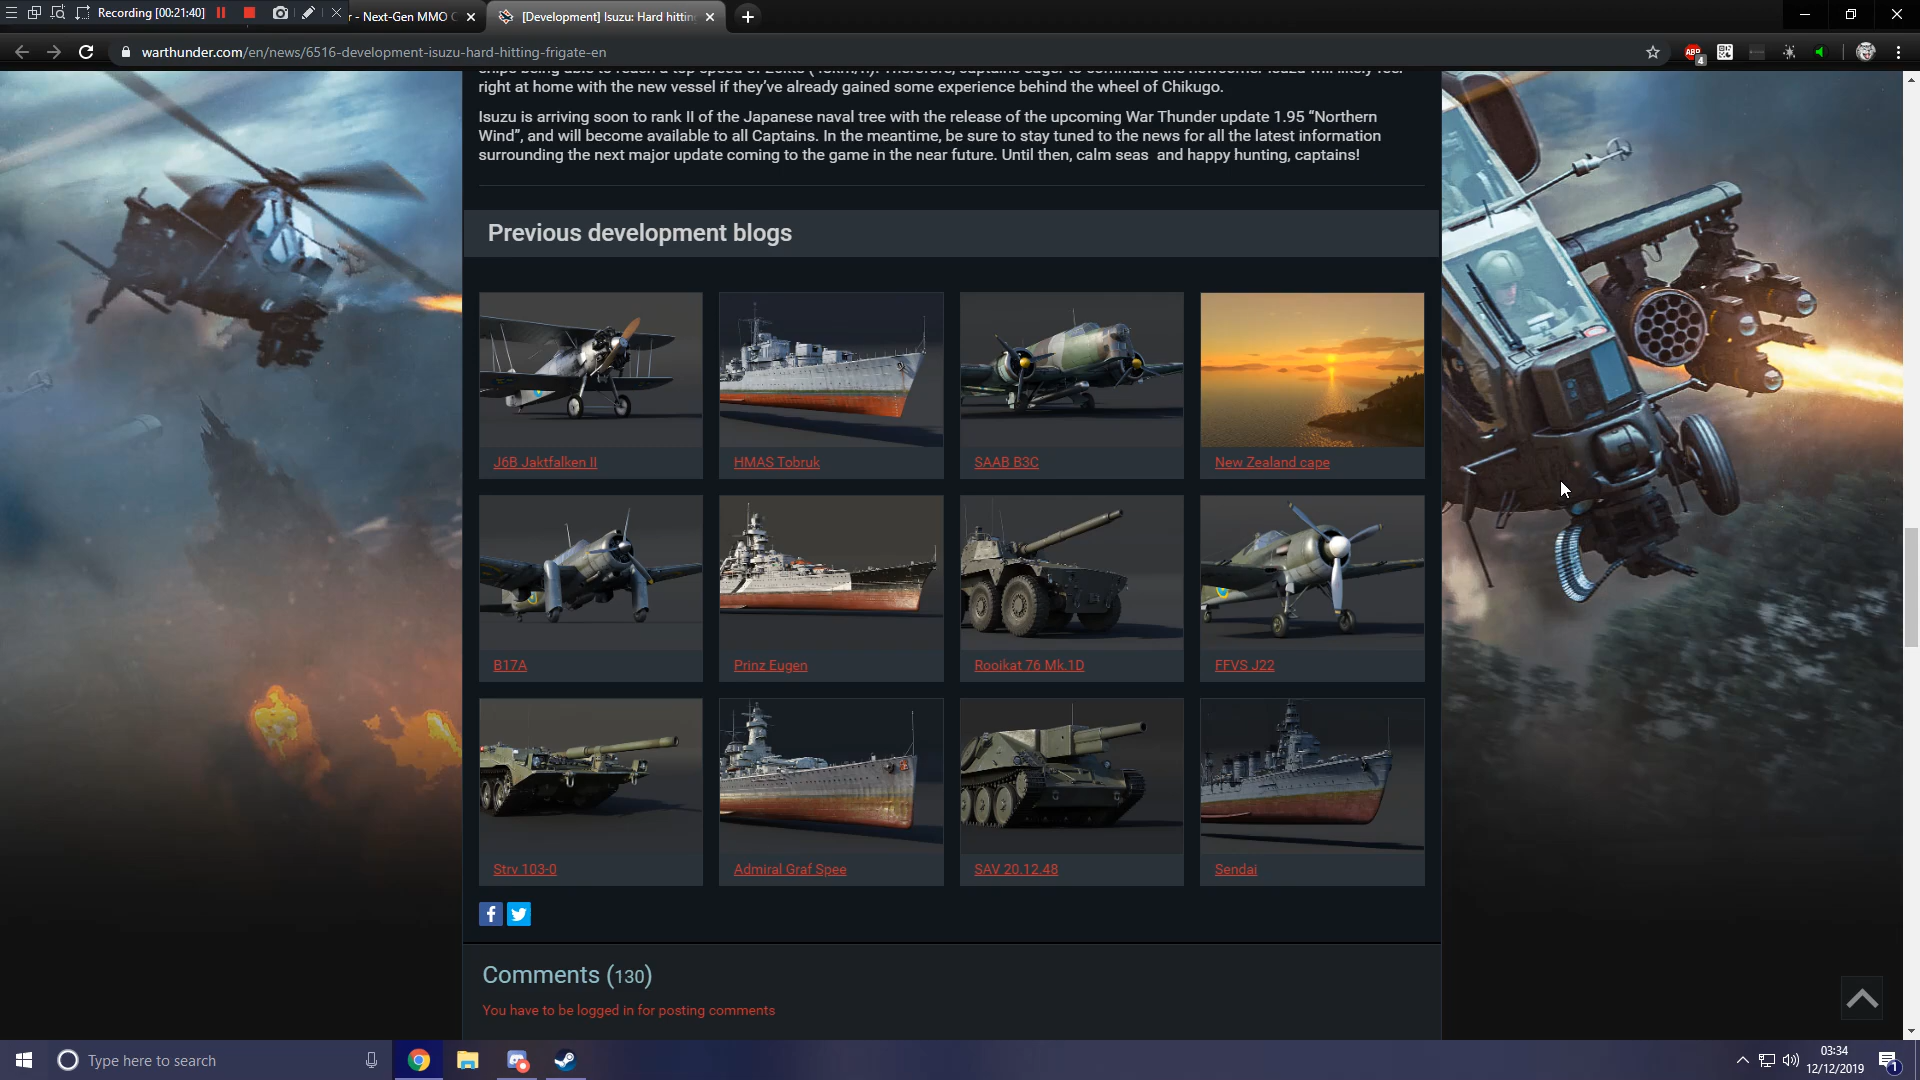 Recording [00:21:40]
r - Next-Gen MMO C
[Development] Isuzu: Hard hittin
warthunder.com/en/news/6516-development-isuzu-hard-hitting-frigate-en
ABP
4
right at home with the new vessel if they've already gained some experience behind the wheel of Chikugo.
Isuzu is arriving soon to rank II of the Japanese naval tree with the release of the upcoming War Thunder update 1.95 “Northern
Wind”, and will become available to all Captains. In the meantime, be sure to stay tuned to the news for all the latest information
surrounding the next major update coming to the game in the near future. Until then, calm seas and happy hunting, captains!
Previous development blogs
J6B Jaktfalken II
HMAS Tobruk
SAAB B3C
New Zealand cape
B17A
Prinz Eugen
Rooikat 76 Mk.1D
FFVS J22
Strv 103-0
Admiral Graf Spee
SAV 20.12.48
Sendai
Comments (130)
You have to be logged in for posting comments
Type here to search
03:34
12/12/2019
1